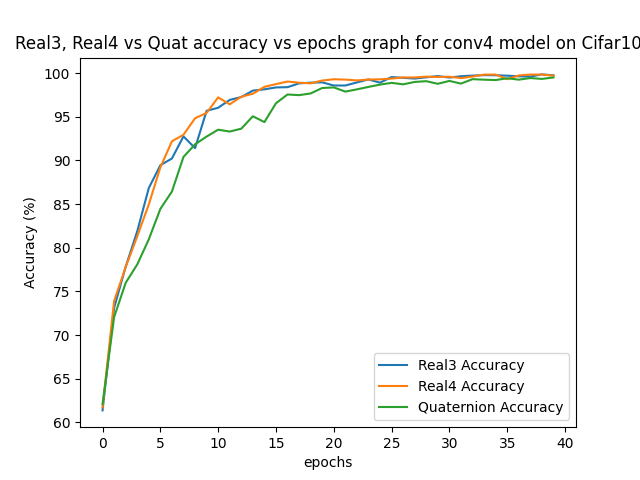 Real3, Real4 vs Quat accuracy vs epochs graph for conv4 model on Cifar10
Accuracy (%)
100
95
90
85
80
75
70
65
60
Real3 Accuracy
Real4 Accuracy
Quaternion Accuracy
0 5 10 15 20 25 30 35 40
epochs